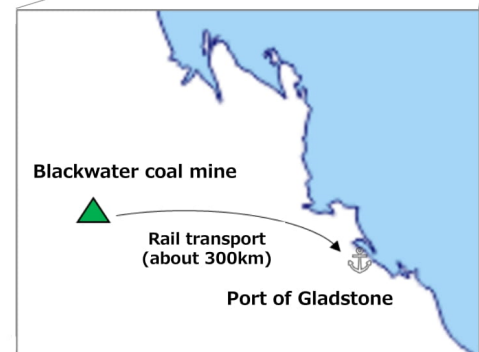 Blackwater coal mine
Rail transport
(about 300km)
Port of Gladstone